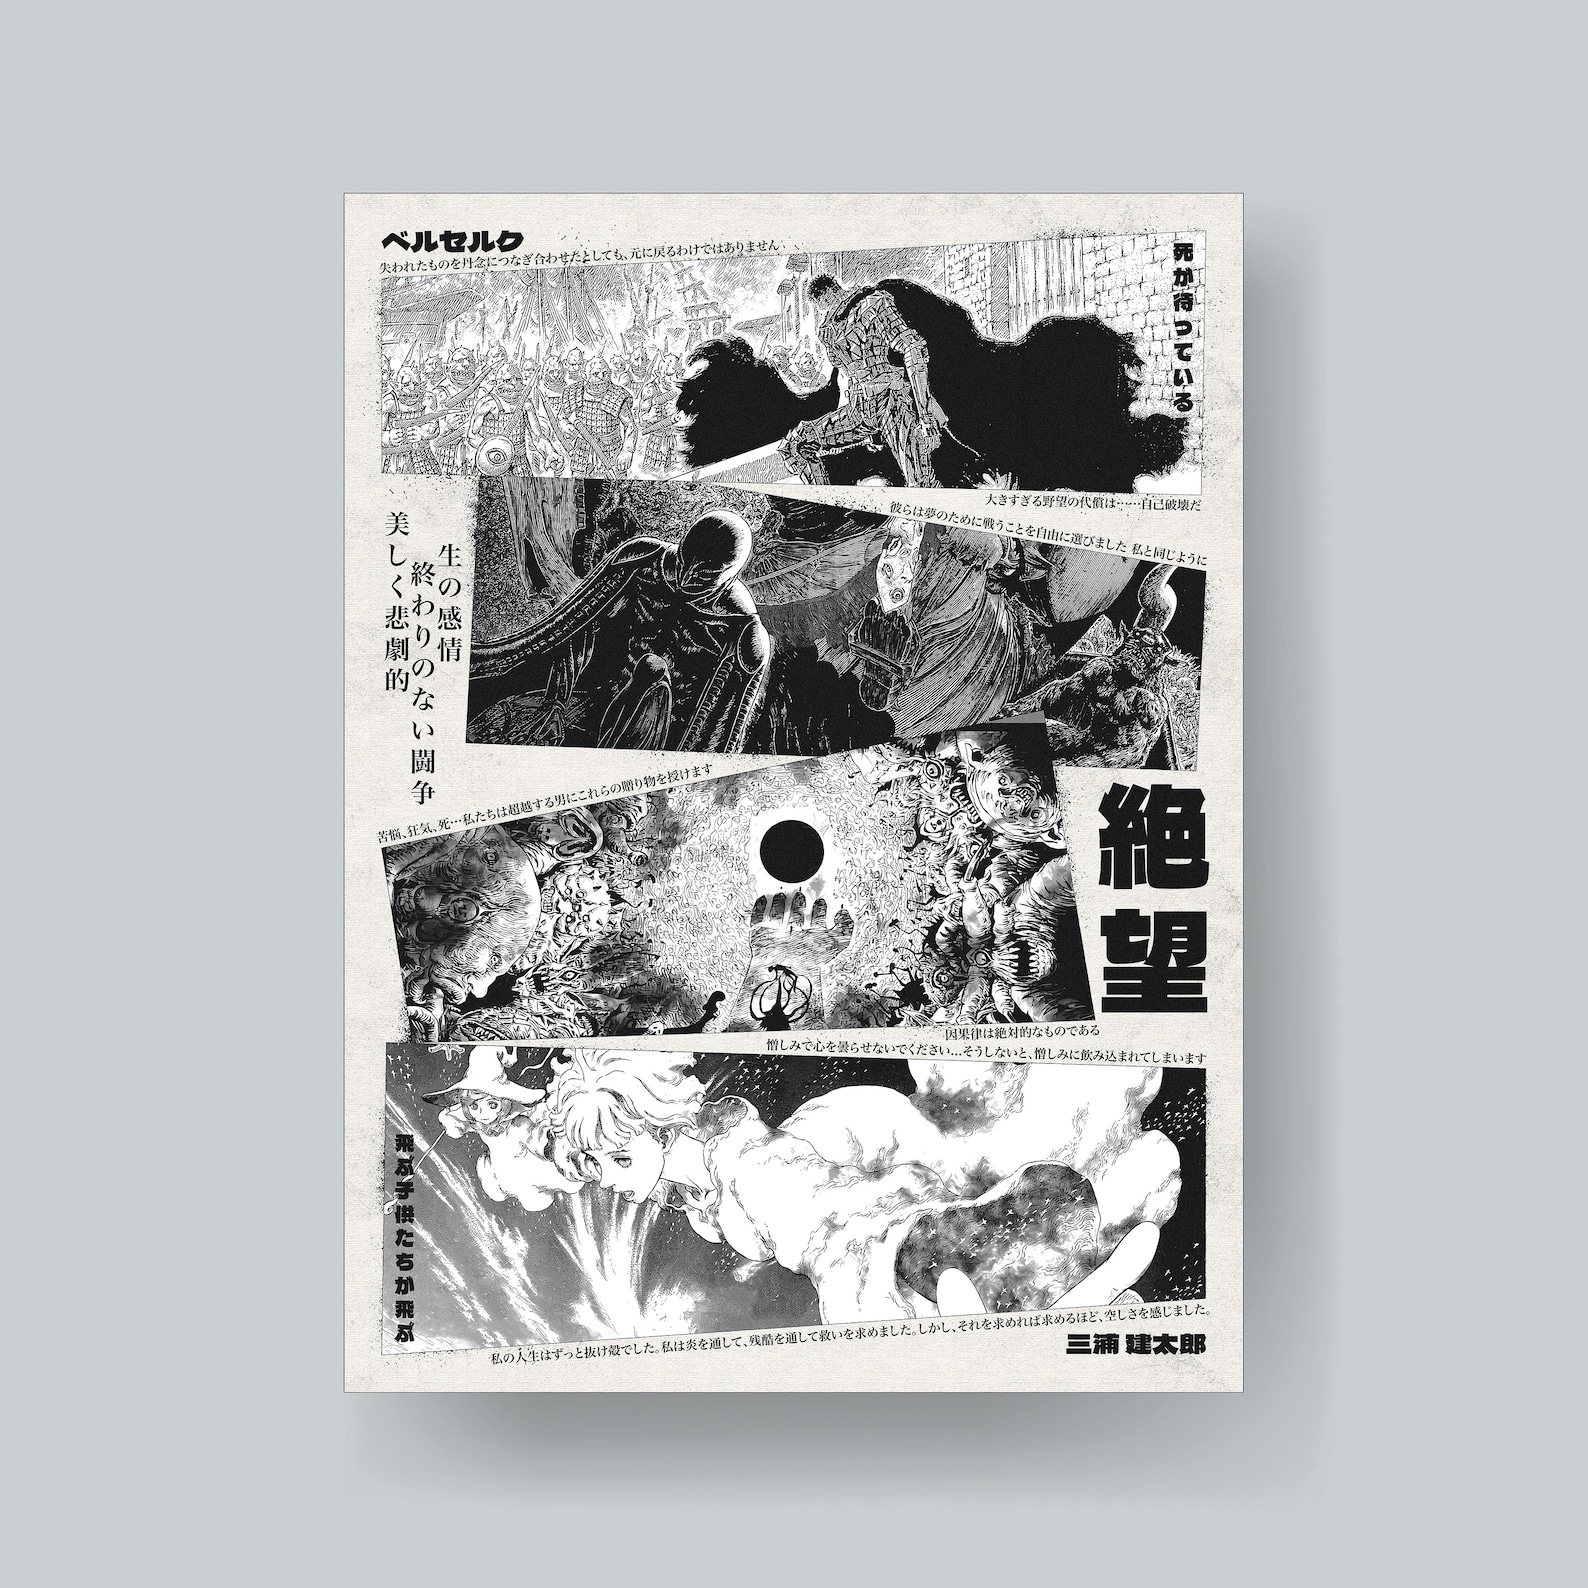 ベルセルク
失われたものを丹念につなぎ合わせたとしても、元に戻るわけではありません
死が待っている
大きすぎる野望の代償は……自己破壊だ
彼らは夢のために戦うことを自由に選びました 私と同じように
生の感情
終わりのない闘争
美しく悲劇的
苦悩、狂気、死…私たちは超越する男にこれらの贈り物を授けます
絶望
因果律は絶対的なものである
憎しみで心を曇らせないでください…そうしないと、憎しみに飲み込まれてしまいます
飛ぶ子供たちが飛ぶ
私の人生はずっと抜け殻でした。私は炎を通して、残酷を通して救いを求めました。しかし、それを求めれば求めるほど、空しさを感じました。
三浦 建太郎